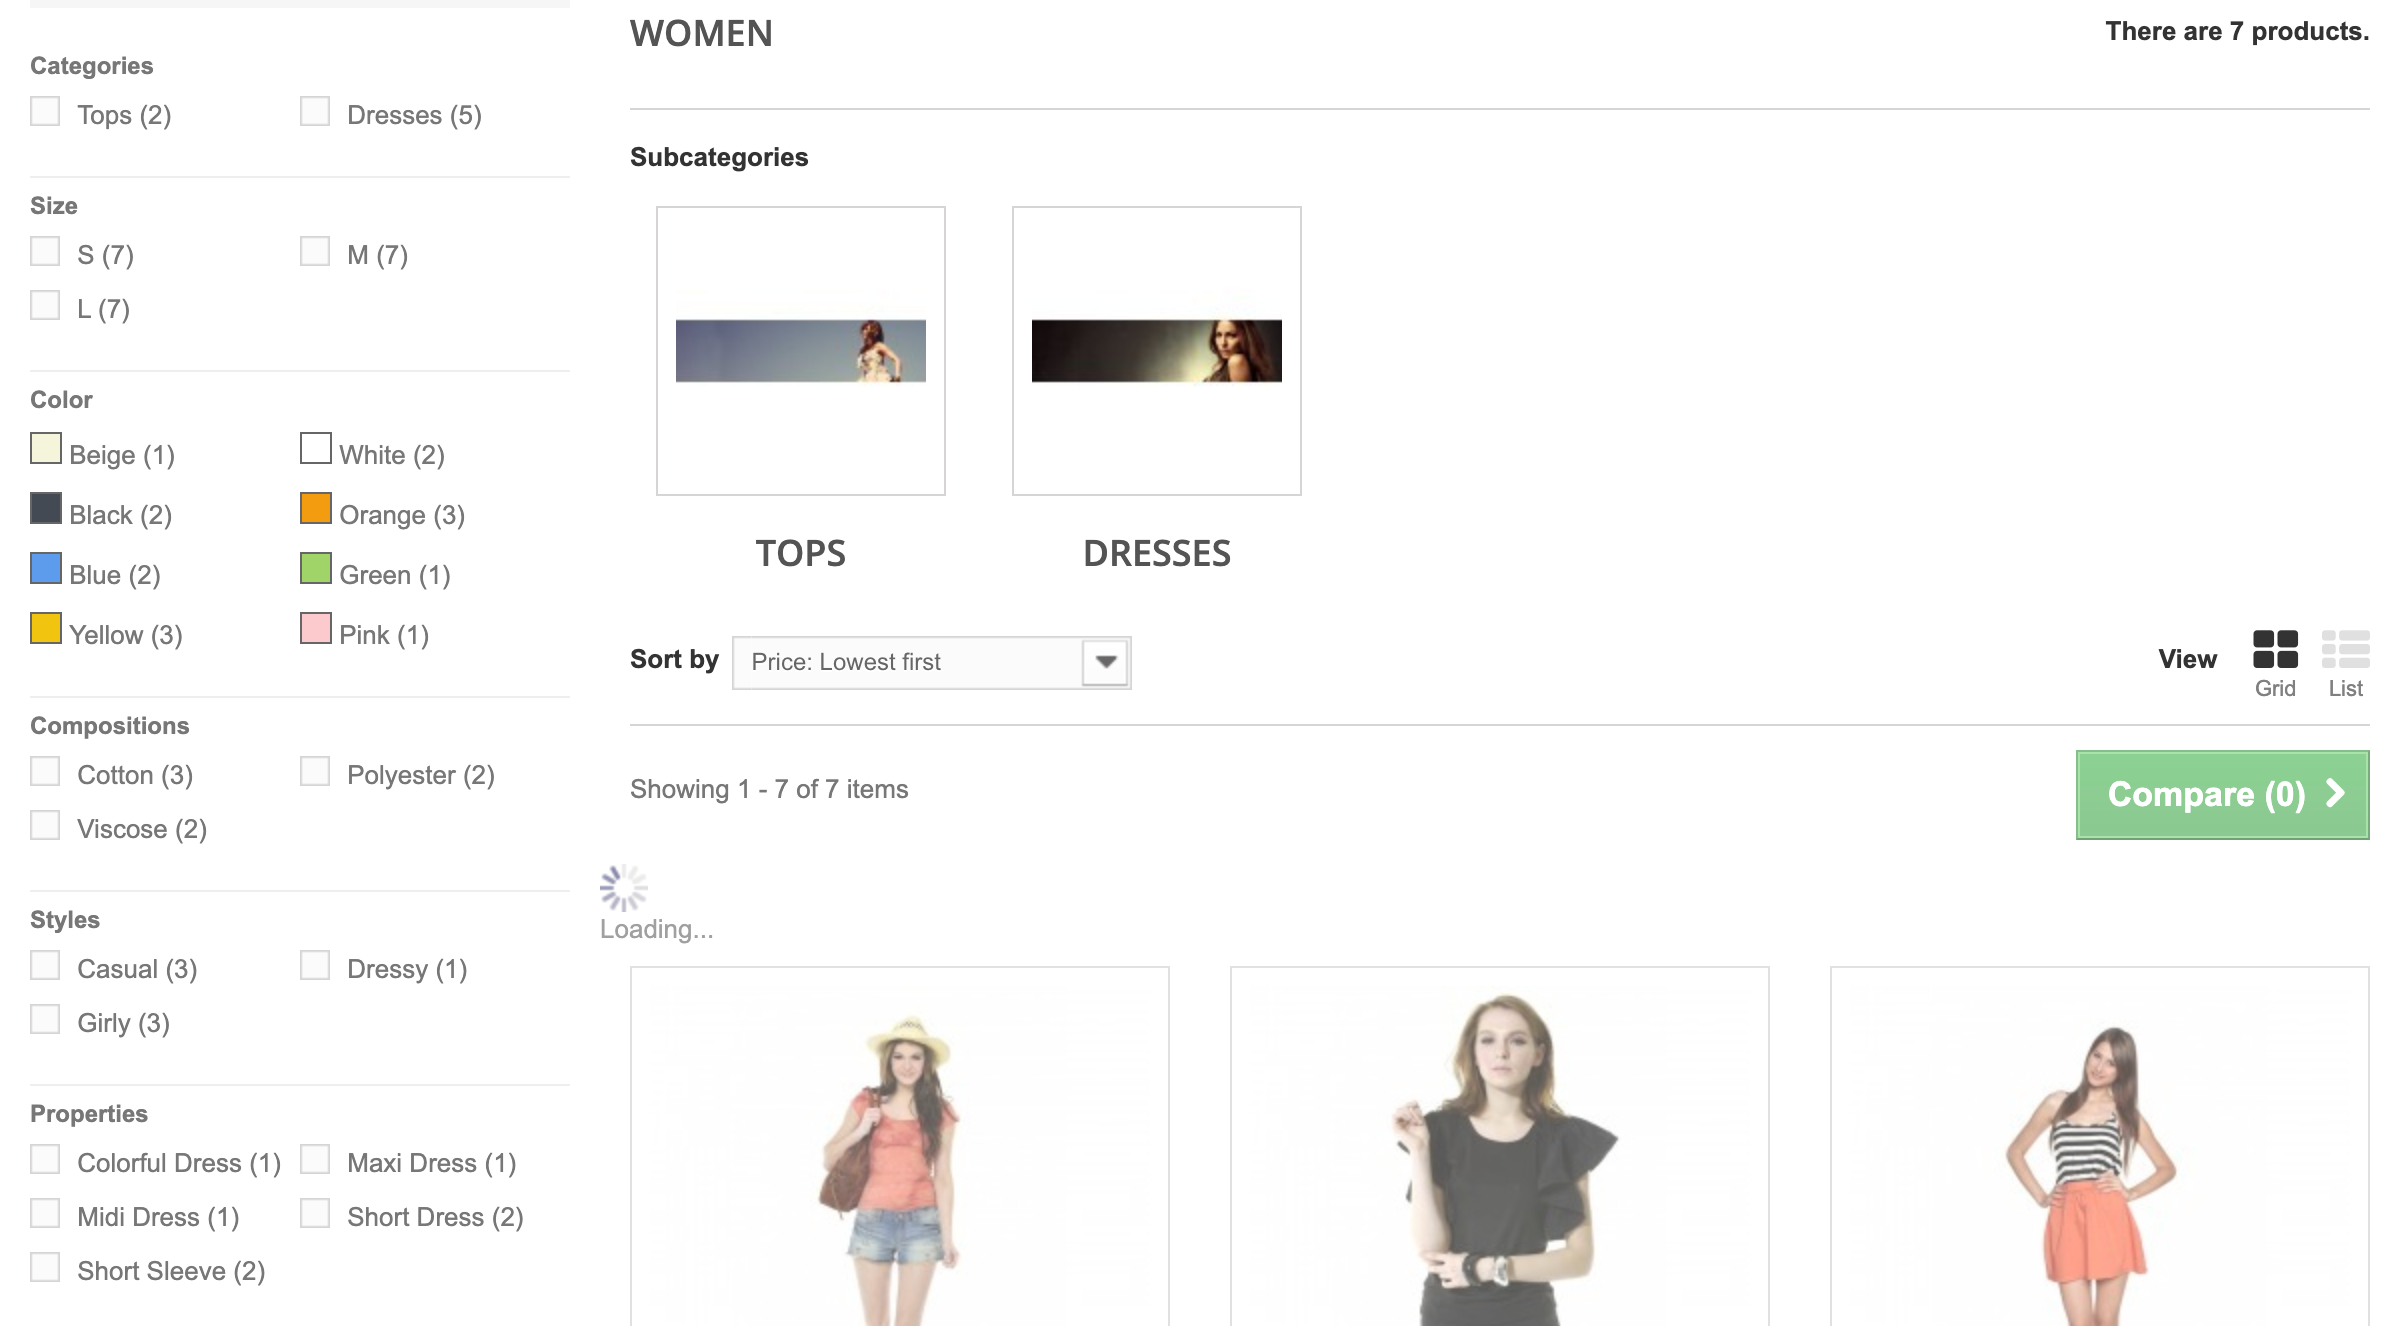 Categories
Tops (2)
Dresses (5)
Size
S (7)
M (7)
L (7)
Color
Beige (1)
White (2)
Black (2)
Orange (3)
Blue (2)
Green (1)
Yellow (3)
Pink (1)
Compositions
Cotton (3)
Polyester (2)
Viscose (2)
Styles
Casual (3)
Dressy (1)
Girly (3)
Properties
Colorful Dress (1)
Maxi Dress (1)
Midi Dress (1)
Short Dress (2)
Short Sleeve (2)
WOMEN
There are 7 products.
Subcategories
TOPS
DRESSES
Sort by
Price: Lowest first
View
Grid
List
Showing 1 - 7 of 7 items
Compare (0)
Loading...